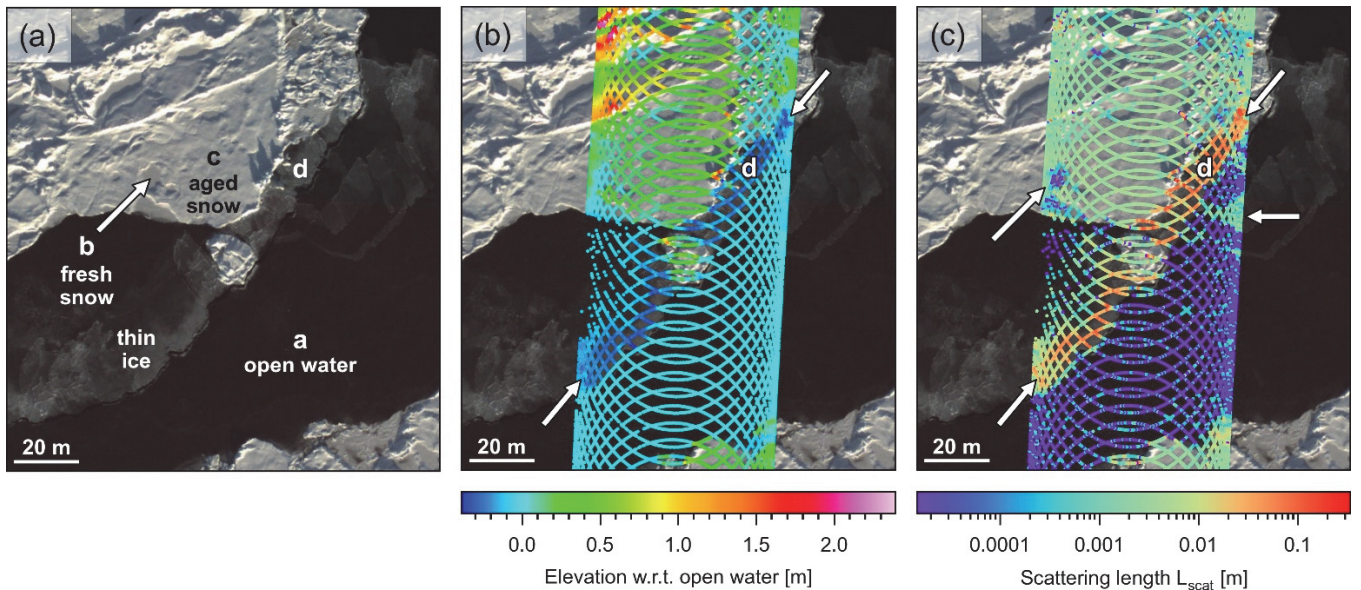 (a)
c
aged
snow
d
b
fresh
snow
thin
ice
a
open water
20 m
(b)
d
20 m
0.0 0.5 1.0 1.5 2.0
Elevation w.r.t. open water [m]
(c)
d
20 m
0.0001 0.001 0.01 0.1
Scattering length Lscat [m]